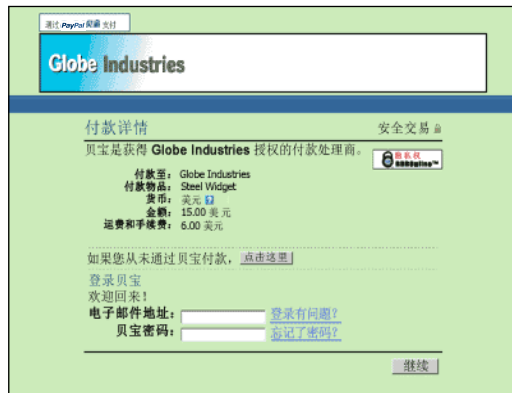 通过 PayPal 贝宝 支付
Globe Industries
付款详情
安全交易
贝宝是获得 Globe Industries 授权的付款处理商。
隐私权
付款至： Globe Industries
付款物品： Steel Widget
货币： 美元 ?
金额： 15.00 美元
运费和手续费： 6.00 美元
如果您从未通过贝宝付款， 点击这里
登录贝宝
欢迎回来！
电子邮件地址：
登录有问题?
贝宝密码：
忘记了密码?
继续